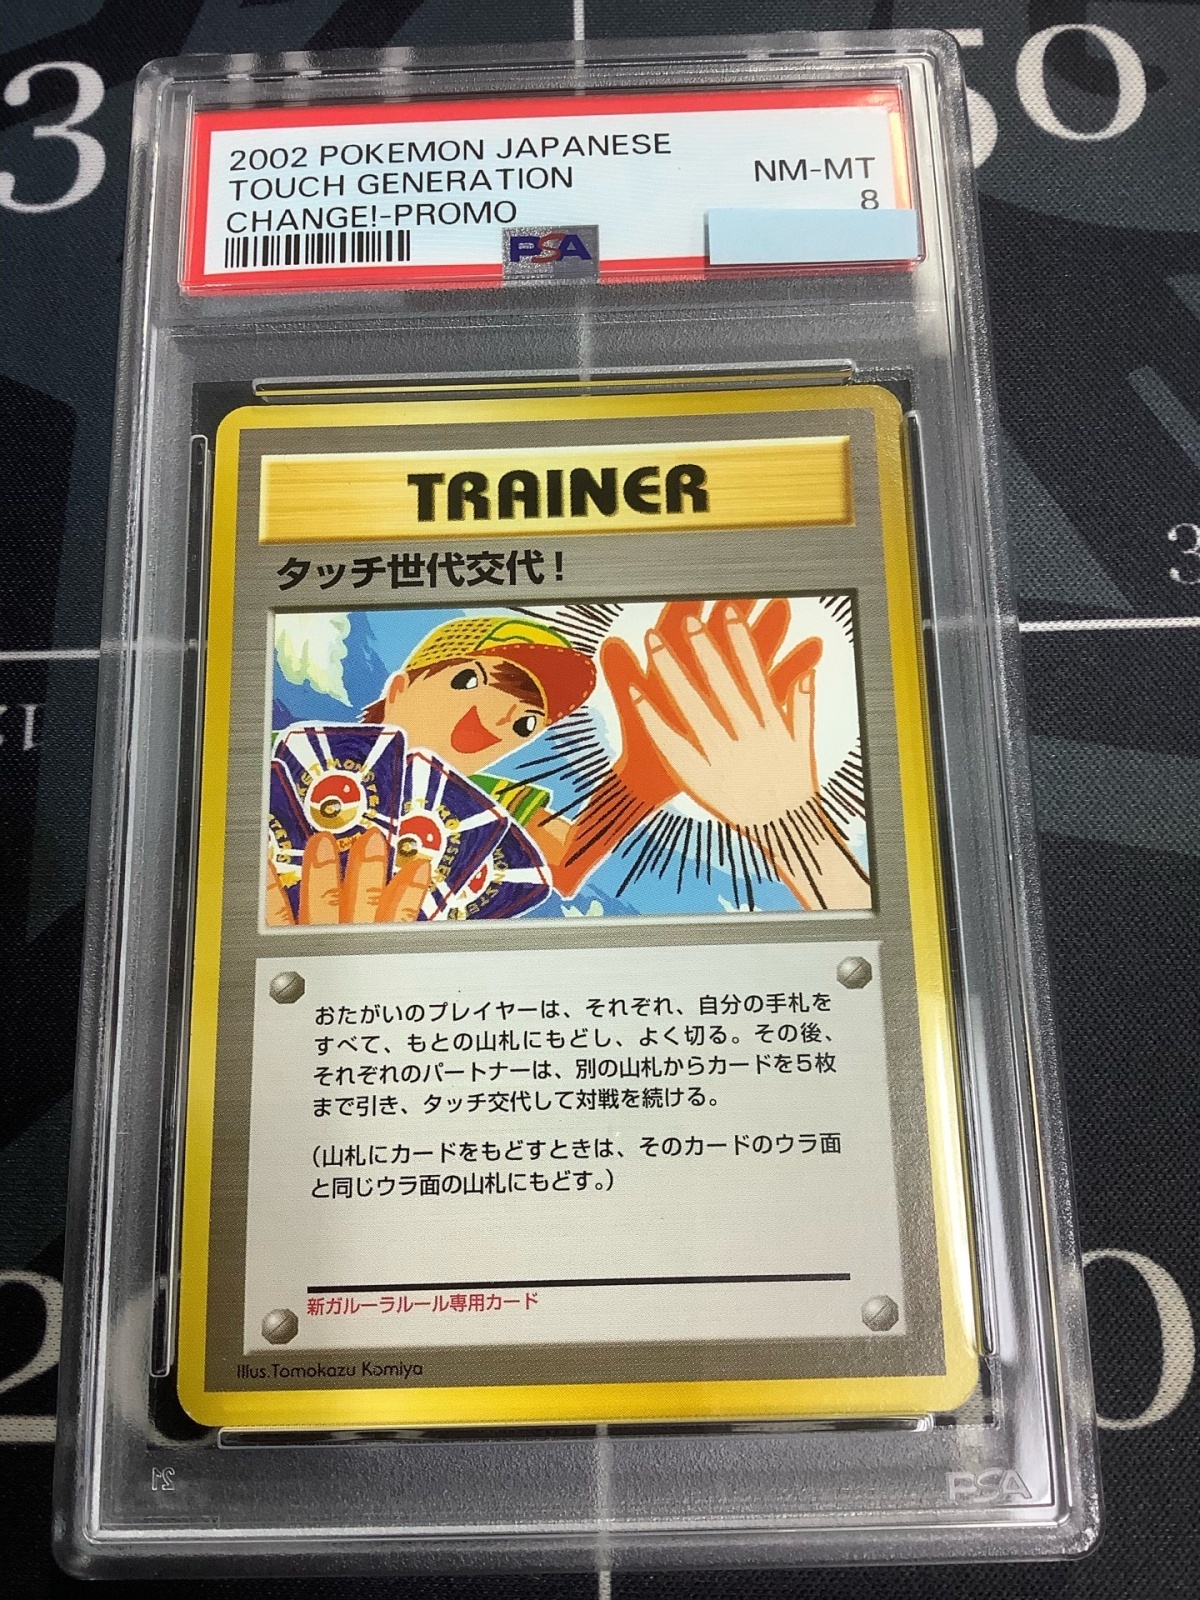 3
50
2002 POKEMON JAPANESE
TOUCH GENERATION
CHANGE!-PROMO
NM-MT
8
PSA
TRAINER
タッチ世代交代!
おたがいのプレイヤーは、それぞれ、自分の手札を
すべて、もとの山札にもどし、よく切る。その後、
それぞれのパートナーは、別の山札からカードを5枚
まで引き、タッチ交代して対戦を続ける。
(山札にカードをもどすときは、そのカードのウラ面
と同じウラ面の山札にもどす。)
新ガルーラルール専用カード
Illus.Tomokazu Komiya
PSA